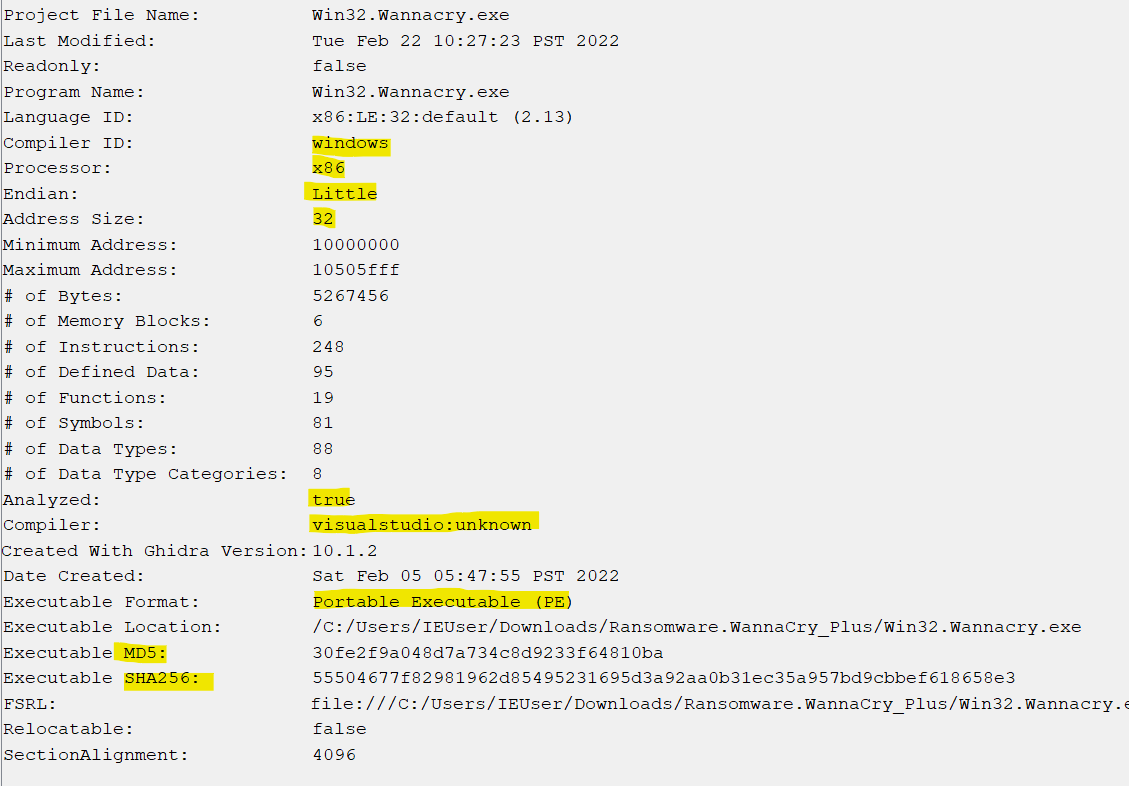 Project File Name: Win32.Wannacry.exe
Last Modified: Tue Feb 22 10:27:23 PST 2022
Readonly: false
Program Name: Win32.Wannacry.exe
Language ID: x86:LE:32:default (2.13)
Compiler ID: windows
Processor: x86
Endian: Little
Address Size: 32
Minimum Address: 10000000
Maximum Address: 10505fff
# of Bytes: 5267456
# of Memory Blocks: 6
# of Instructions: 248
# of Defined Data: 95
# of Functions: 19
# of Symbols: 81
# of Data Types: 88
# of Data Type Categories: 8
Analyzed: true
Compiler: visualstudio:unknown
Created With Ghidra Version: 10.1.2
Date Created: Sat Feb 05 05:47:55 PST 2022
Executable Format: Portable Executable (PE)
Executable Location: /C:/Users/IEUser/Downloads/Ransomware.WannaCry_Plus/Win32.Wannacry.exe
Executable MD5: 30fe2f9a048d7a734c8d9233f64810ba
Executable SHA256: 55504677f82981962d85495231695d3a92aa0b31ec35a957bd9cbbef618658e3
FSRL: file:///C:/Users/IEUser/Downloads/Ransomware.WannaCry_Plus/Win32.Wannacry.e
Relocatable: false
SectionAlignment: 4096